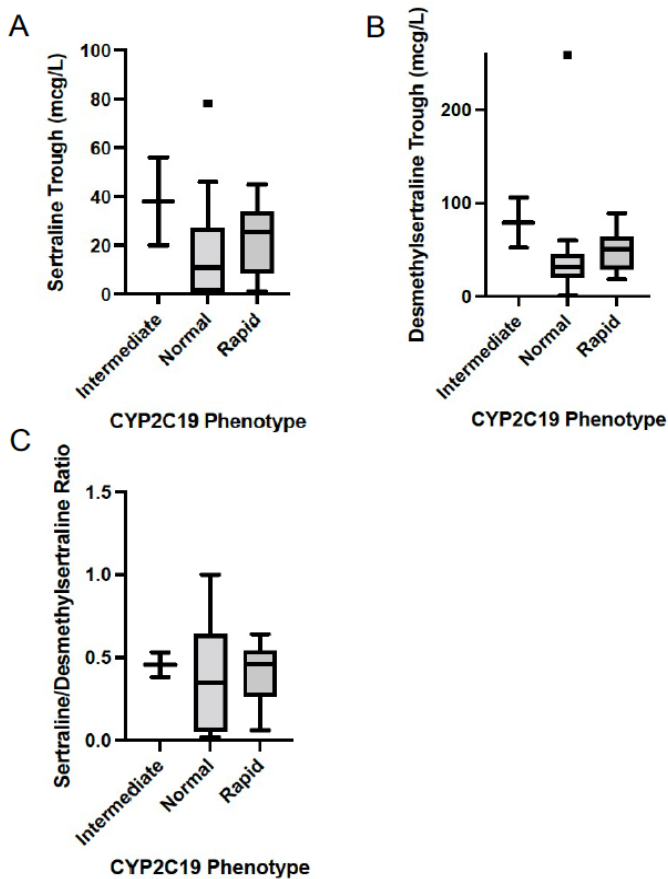 A
Sertraline Trough (mcg/L)
100
80
60
40
20
0
Intermediate
Normal
Rapid
CYP2C19 Phenotype
B
Desmethylsertraline Trough (mcg/L)
200
100
0
Intermediate
Normal
Rapid
CYP2C19 Phenotype
C
Sertraline/Desmethylsertraline Ratio
1.5
1.0
0.5
0.0
Intermediate
Normal
Rapid
CYP2C19 Phenotype